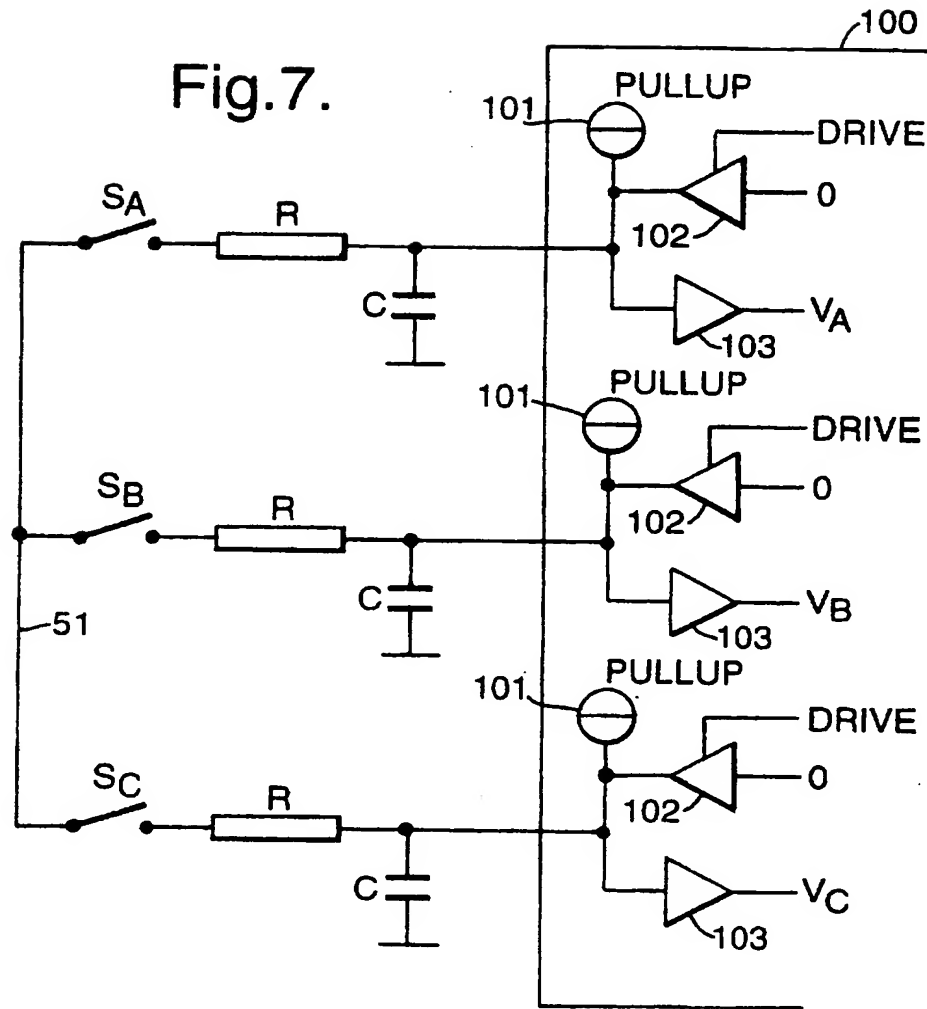 Fig.7.
100
PULLUP
101
DRIVE
0
102
SA
R
C
VA
103
PULLUP
101
DRIVE
0
102
SB
R
C
VB
103
51
PULLUP
101
DRIVE
0
102
SC
R
C
VC
103